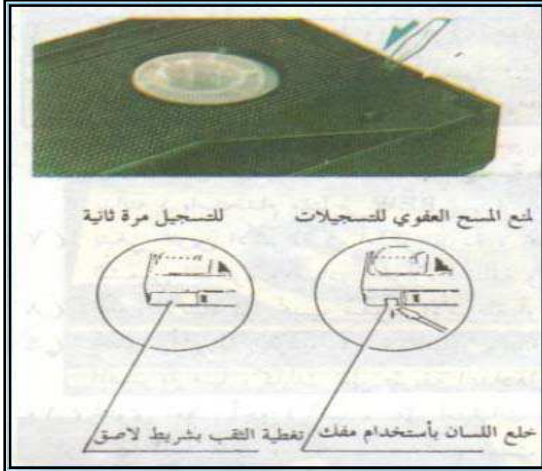 لمنع المسح العفوي للتسجيلات
للتسجيل مرة ثانية
خلع اللسان بأستخدام مفك
تغطية الثقب بشريط لاصق